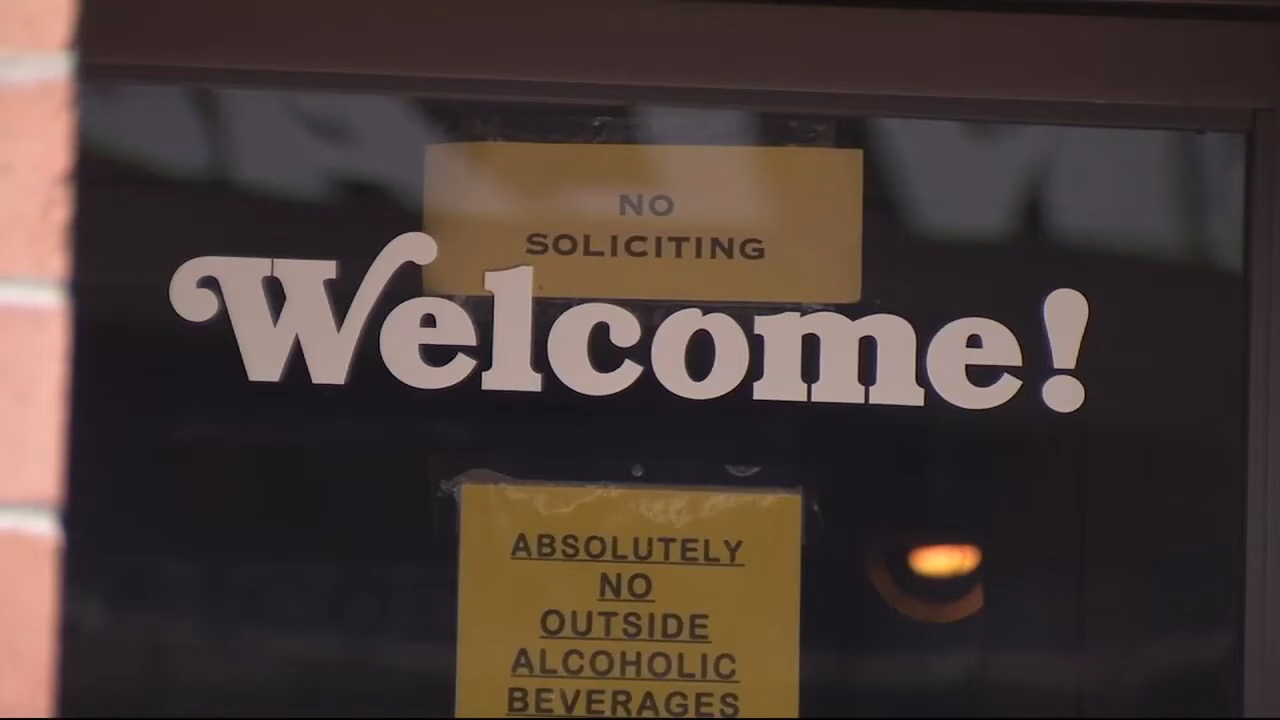 NO
SOLICITING
Welcome!
ABSOLUTELY
NO
OUTSIDE
ALCOHOLIC
BEVERAGES